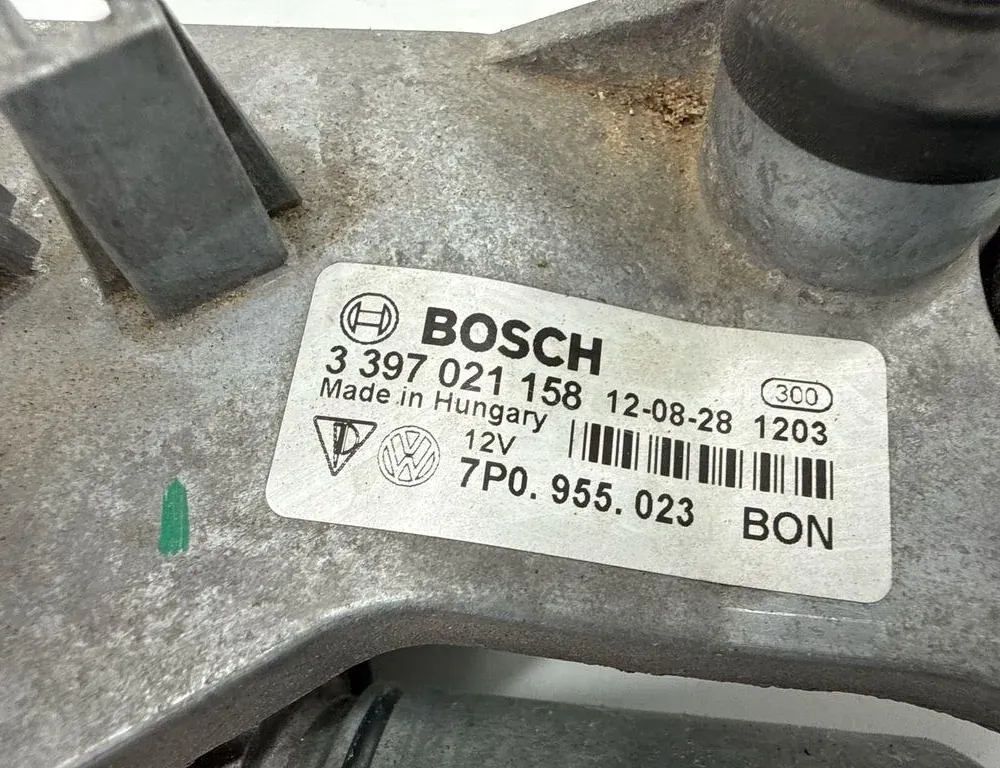 BOSCH
3 397 021 158 12-08-28 1203
300
Made in Hungary
12V
7P0. 955. 023 BON